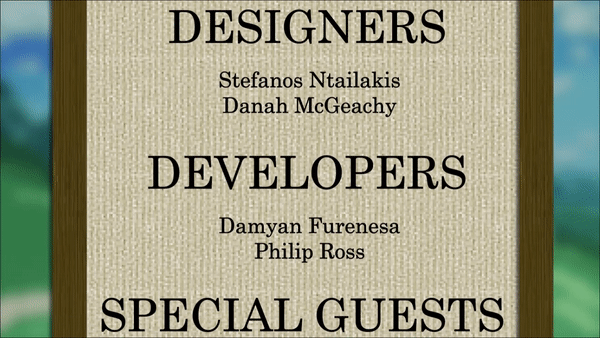 DESIGNERS
Stefanos Ntailakis
Danah McGeachy
DEVELOPERS
Damyan Furenesa
Philip Ross
SPECIAL GUESTS